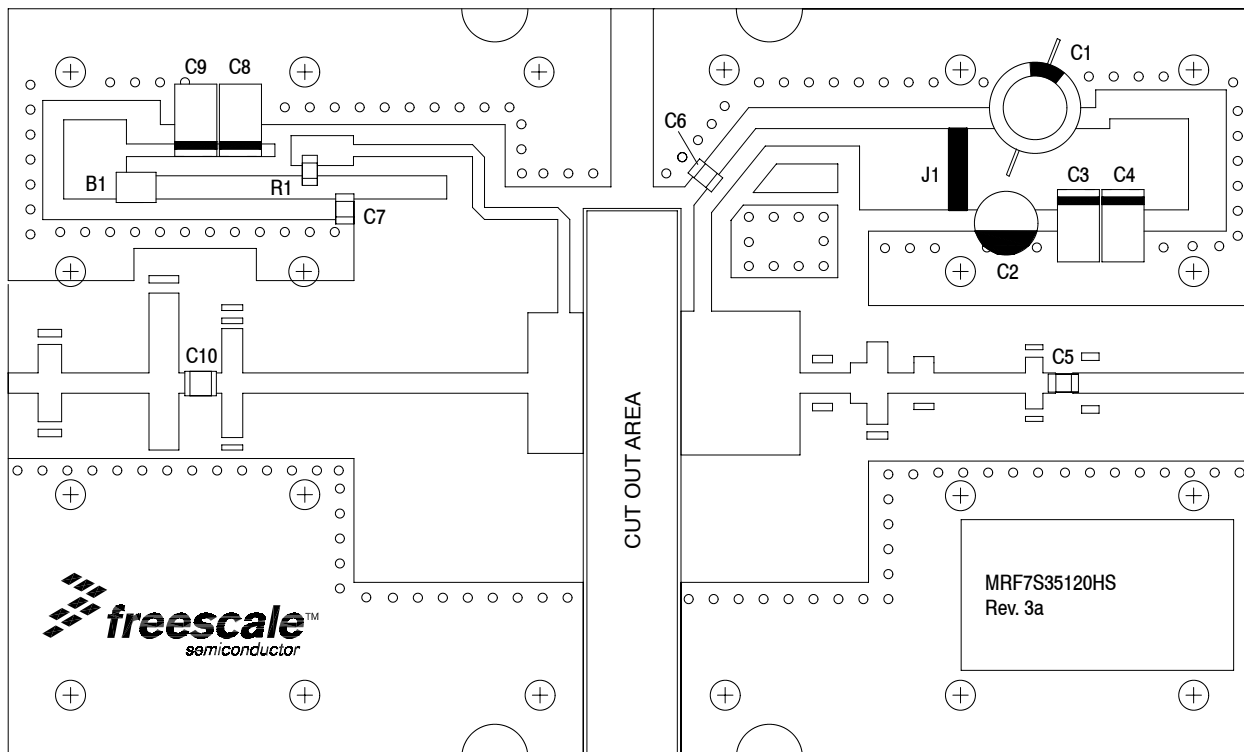 C9
C8
C1
C6
B1
R1
C7
J1
C3
C4
C2
C10
C5
CUT OUT AREA
freescale™
semiconductor
MRF7S35120HS
Rev. 3a